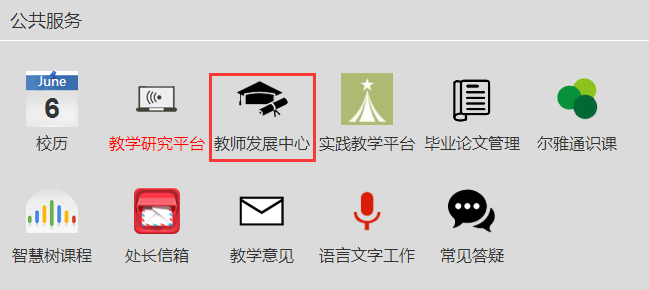 公共服务
June
6
校历
教学研究平台
教师发展中心
实践教学平台
毕业论文管理
尔雅通识课
智慧树课程
处长信箱
教学意见
语言文字工作
常见答疑